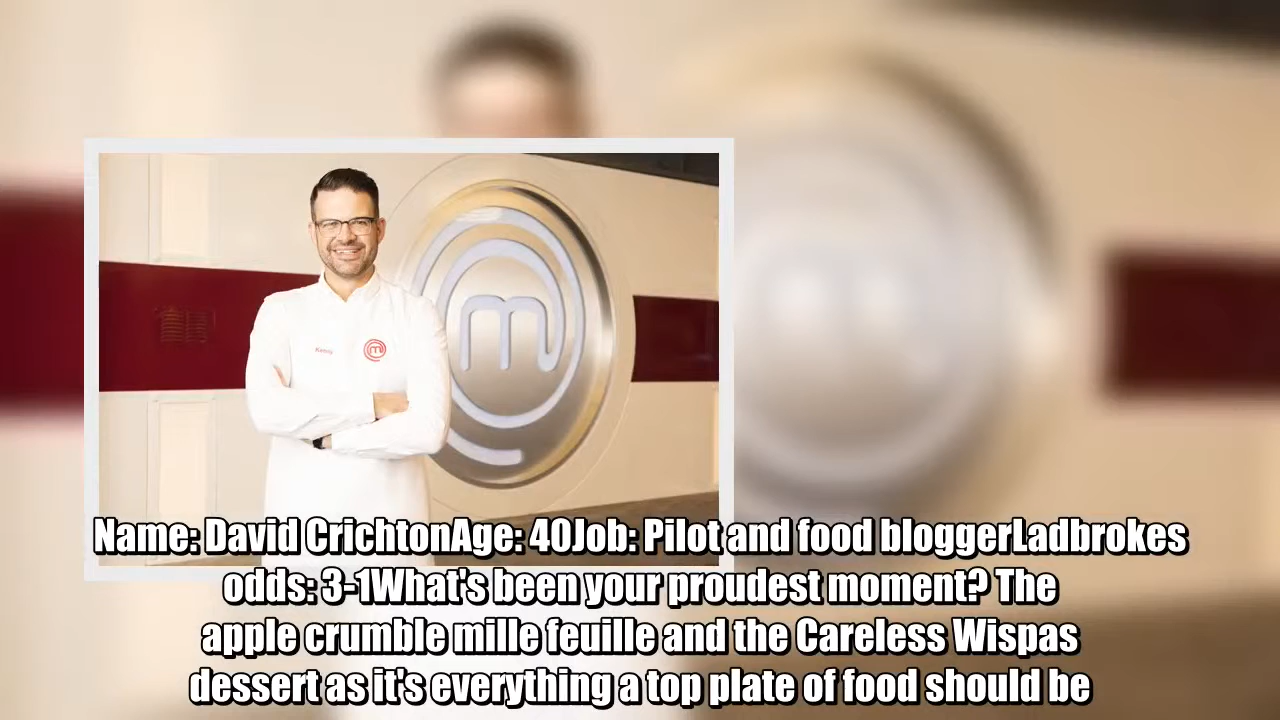 Kenny
m
m
Name: David CrichtonAge: 40Job: Pilot and food bloggerLadbrokes
odds: 3-1What's been your proudest moment? The
apple crumble mille feuille and the Careless Wispas
dessert as it's everything a top plate of food should be